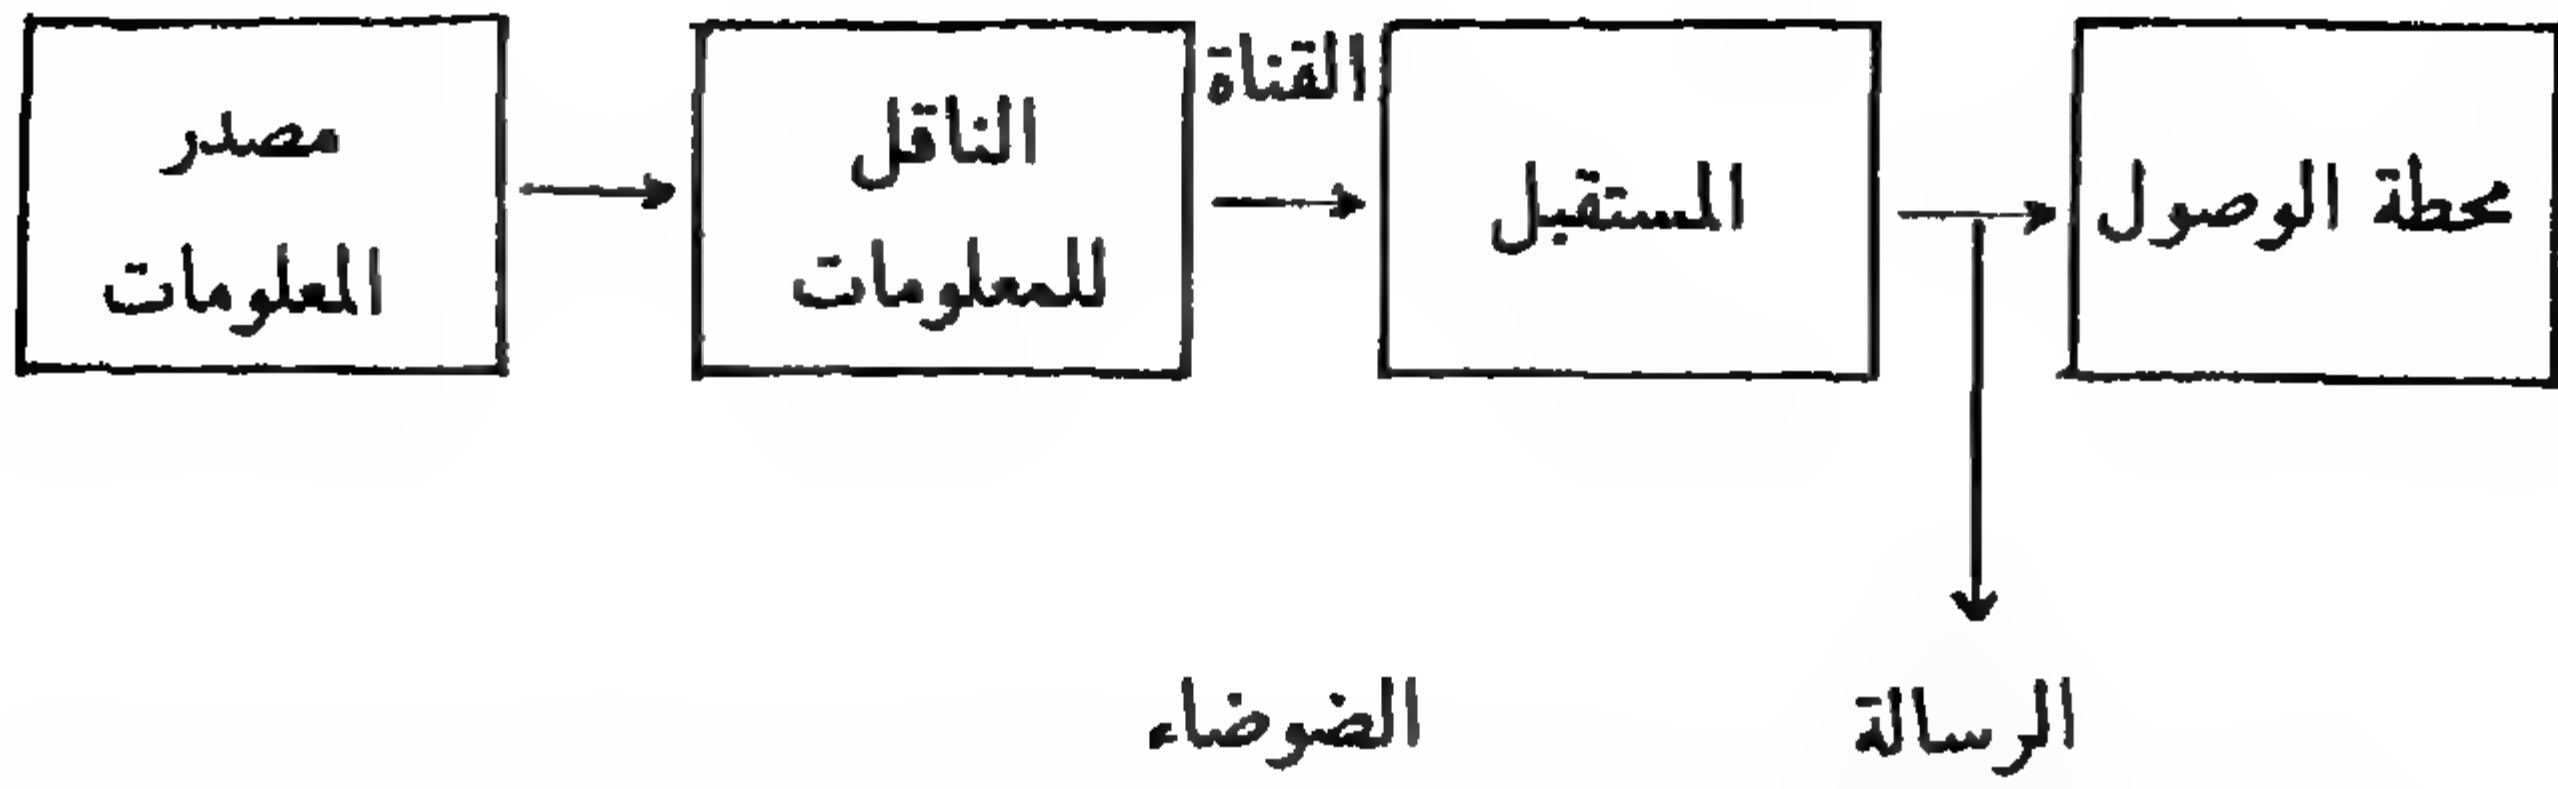 مصدر
المعلومات
الناقل
للمعلومات
القناة
المستقبل
محطة الوصول
الضوضاء
الرسالة